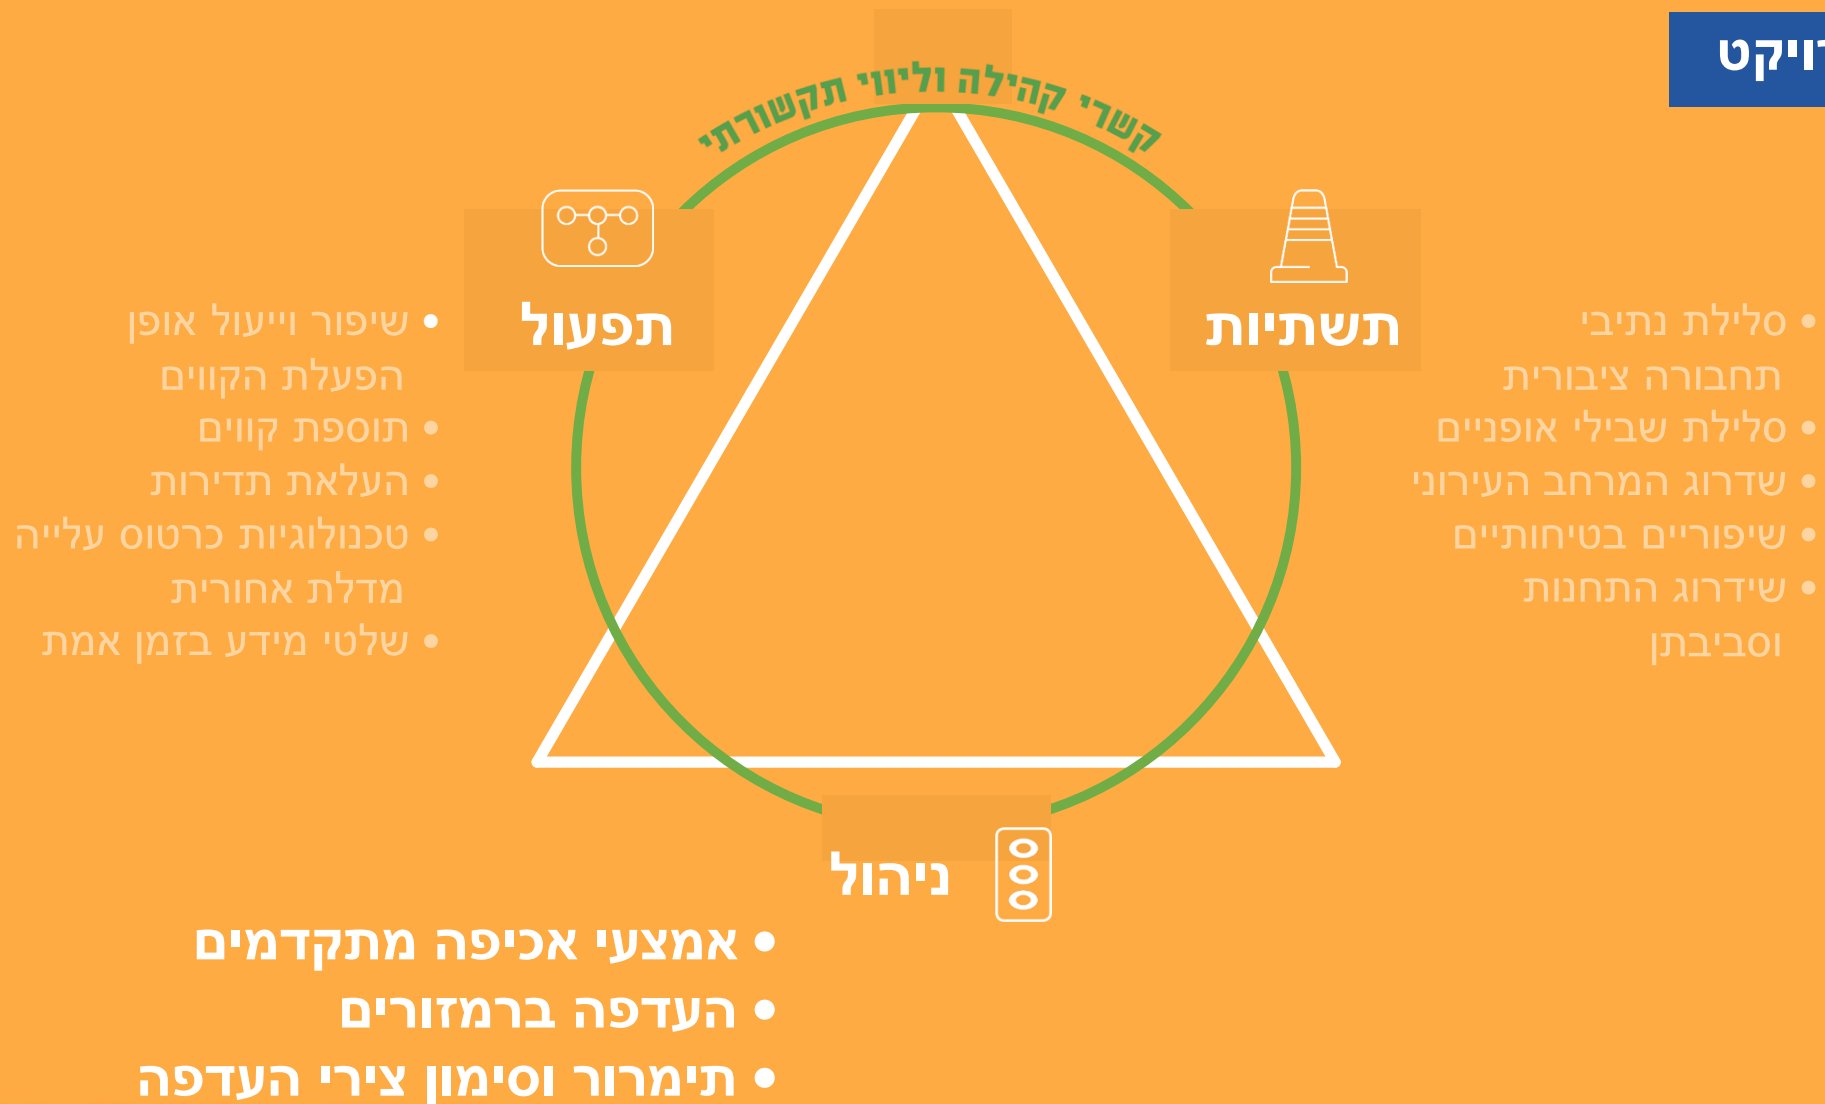 קשרי קהילה וליווי תקשורתי
תשתיות
• סלילת נתיבי
תחבורה ציבורית
• סלילת שבילי אופניים
• שדרוג המרחב העירוני
• שיפוריים בטיחותיים
• שידרוג התחנות
וסביבתן
תפעול
• שיפור וייעול אופן
הפעלת הקווים
• תוספת קווים
• העלאת תדירות
• טכנולוגיות כרטוס עלייה
מדלת אחורית
• שלטי מידע בזמן אמת
ניהול
• אמצעי אכיפה מתקדמים
• העדפה ברמזורים
• תימרור וסימון צירי העדפה